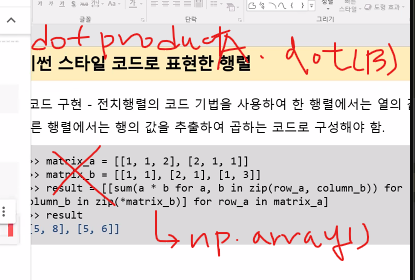 글꼴
단락
스타일
dot product A. dot(B)
이썬 스타일 코드로 표현한 행렬
코드 구현 - 전치행렬의 코드 기법을 사용하여 한 행렬에서는 열의 값
른 행렬에서는 행의 값을 추출하여 곱하는 코드로 구성해야 함.
>> matrix_a = [[1, 1, 2], [2, 1, 1]]
>> matrix_b = [[1, 1], [2, 1], [1, 3]]
>> result = [[sum(a * b for a, b in zip(row_a, column_b)) for
column_b in zip(*matrix_b)] for row_a in matrix_a]
>> result
[5, 8], [5, 6]]
np. array()